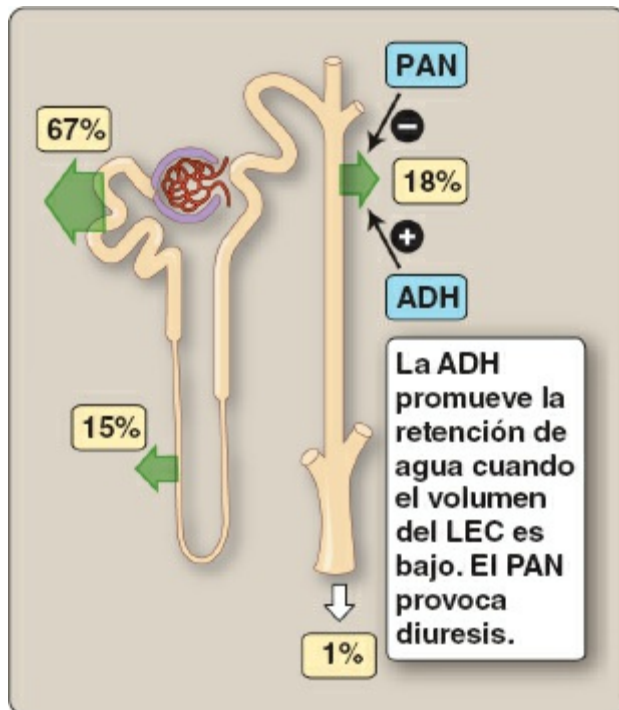 PAN
67%
18%
ADH
15%
La ADH
promueve la
retención de
agua cuando
el volumen
del LEC es
bajo. El PAN
provoca
diuresis.
1%